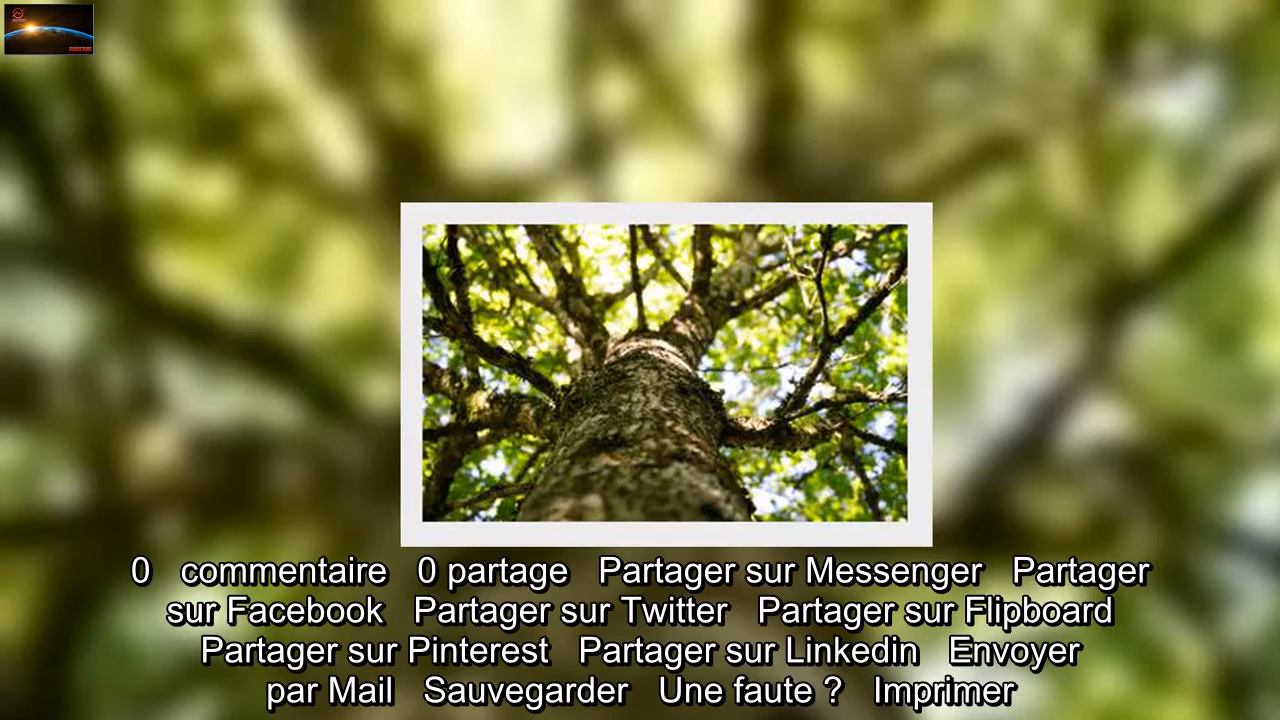 SUBSCRIBE
0 commentaire 0 partage Partager sur Messenger Partager
sur Facebook Partager sur Twitter Partager sur Flipboard
Partager sur Pinterest Partager sur Linkedin Envoyer
par Mail Sauvegarder Une faute ? Imprimer